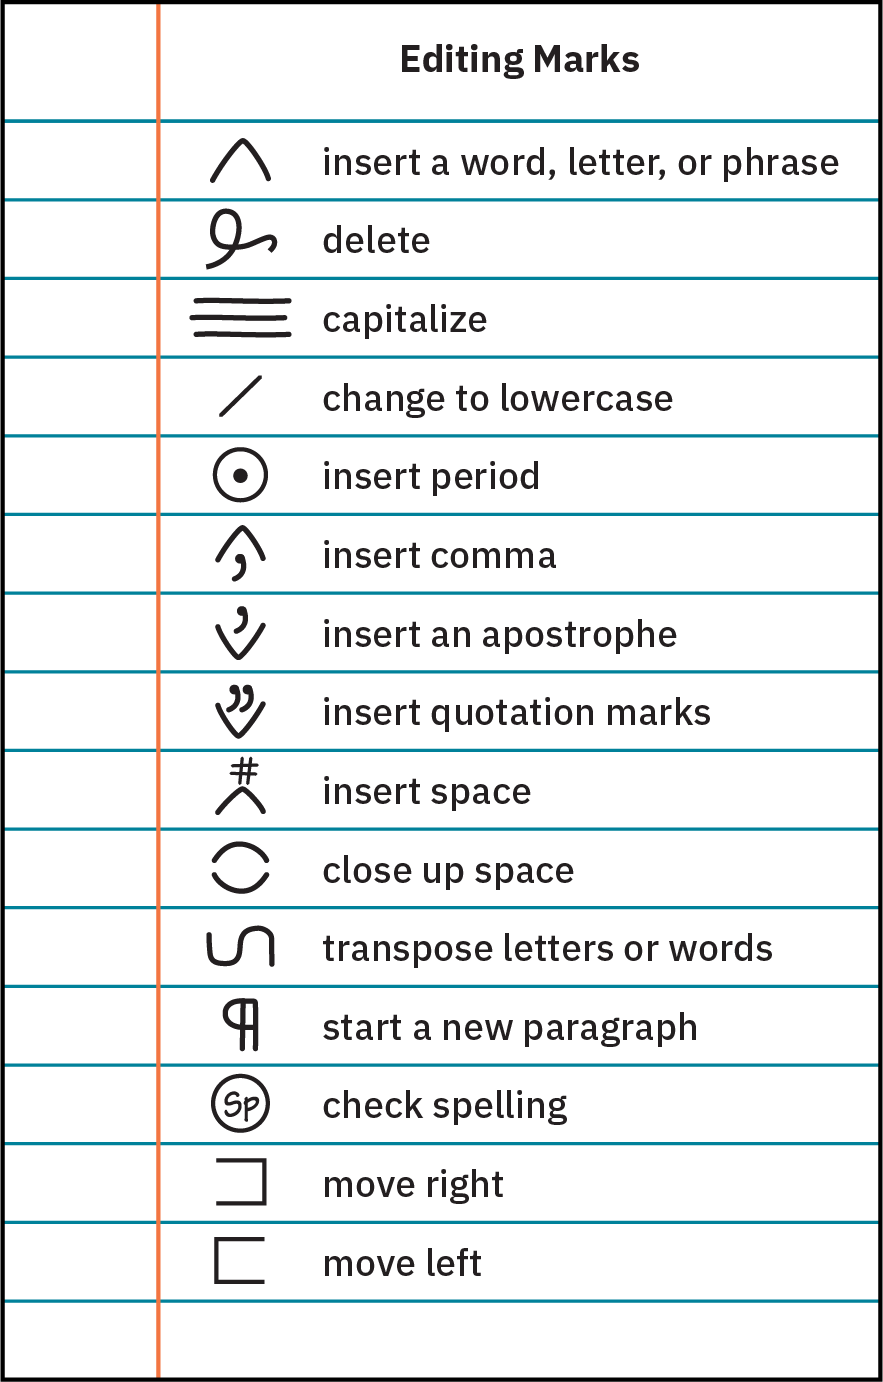 Editing Marks
insert a word, letter, or phrase
delete
capitalize
change to lowercase
insert period
insert comma
insert an apostrophe
insert quotation marks
# insert space
close up space
transpose letters or words
¶ start a new paragraph
Sp check spelling
move right
move left